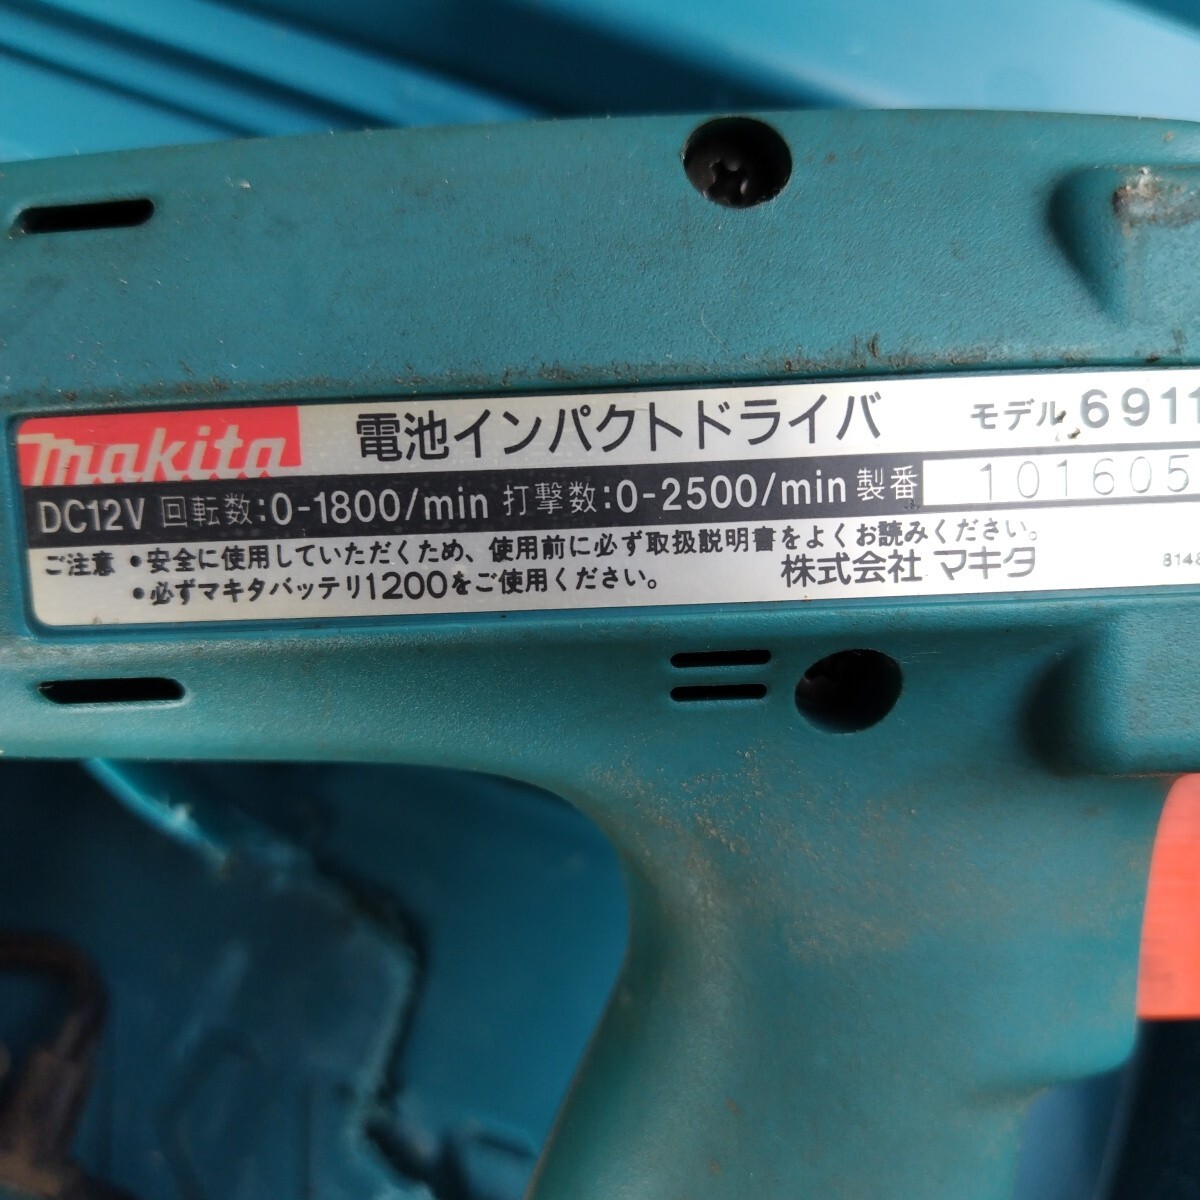 makita 電池インパクトドライバ モデル 6911
DC12V 回転数:0-1800/min 打撃数:0-2500/min 製番 101605
ご注意 •安全に使用していただくため、使用前に必ず取扱説明書をよくお読みください。
•必ずマキタバッテリ1200をご使用ください。 株式会社 マキタ